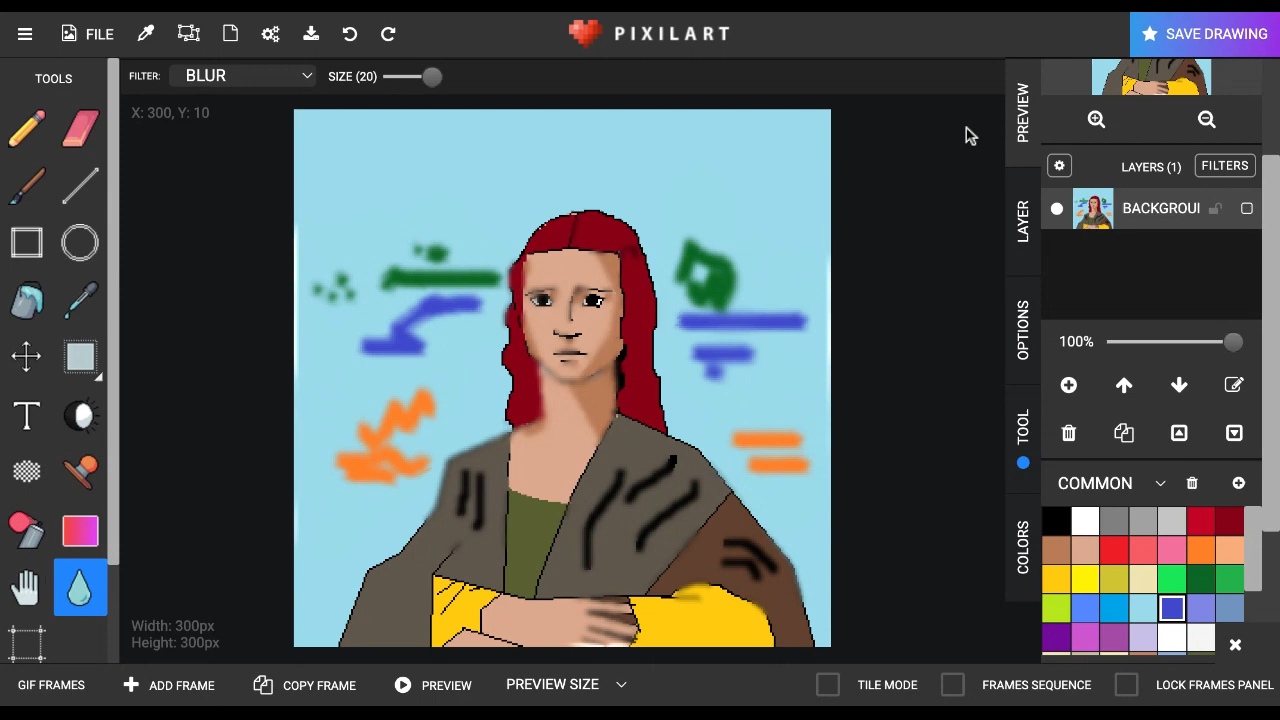 FILE
PIXILART
SAVE DRAWING
TOOLS
FILTER: BLUR SIZE (20)
X: 300, Y: 10
PREVIEW
LAYERS (1) FILTERS
BACKGROUI
LAYER
OPTIONS
100%
TOOL
COMMON
COLORS
T
Width: 300px
Height: 300px
GIF FRAMES
ADD FRAME
COPY FRAME
PREVIEW
PREVIEW SIZE
TILE MODE
FRAMES SEQUENCE
LOCK FRAMES PANEL